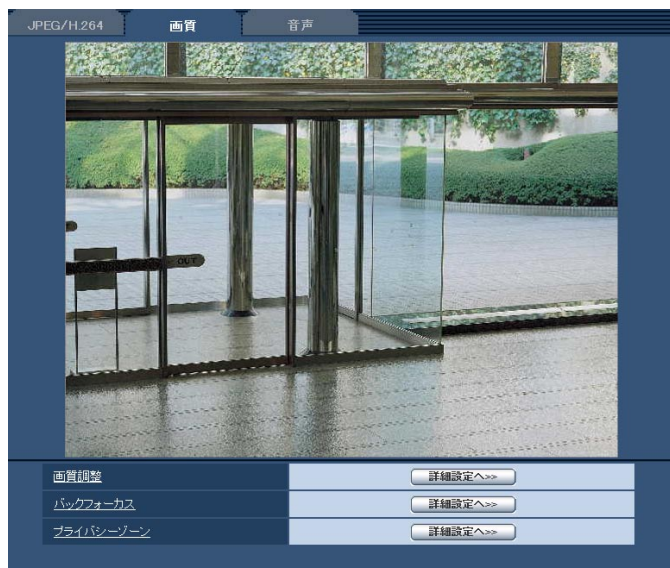 JPEG/H.264 画質 音声
OUT
画質調整 詳細設定へ>>
バックフォーカス 詳細設定へ>>
プライバシーゾーン 詳細設定へ>>